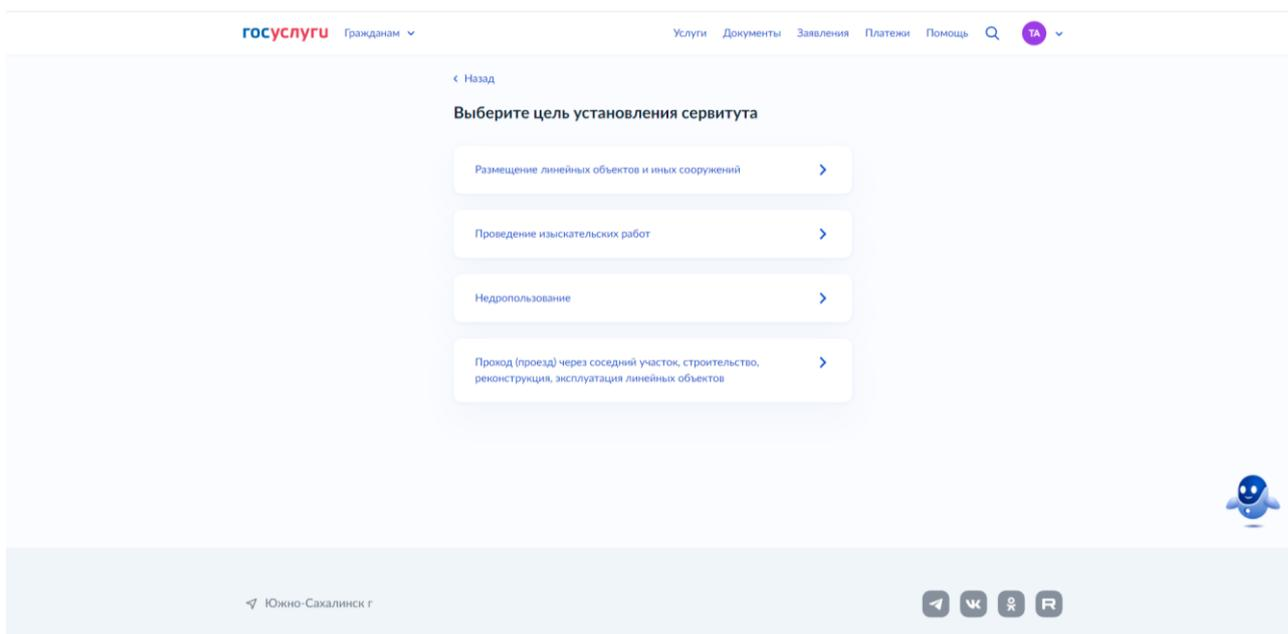 госуслуги Гражданам Услуги Документы Заявления Платежи Помощь ТА
Назад
Выберите цель установления сервитута
Размещение линейных объектов и иных сооружений
Проведение изыскательских работ
Недропользование
Проход (проезд) через соседний участок, строительство,
реконструкция, эксплуатация линейных объектов
Южно-Сахалинск г